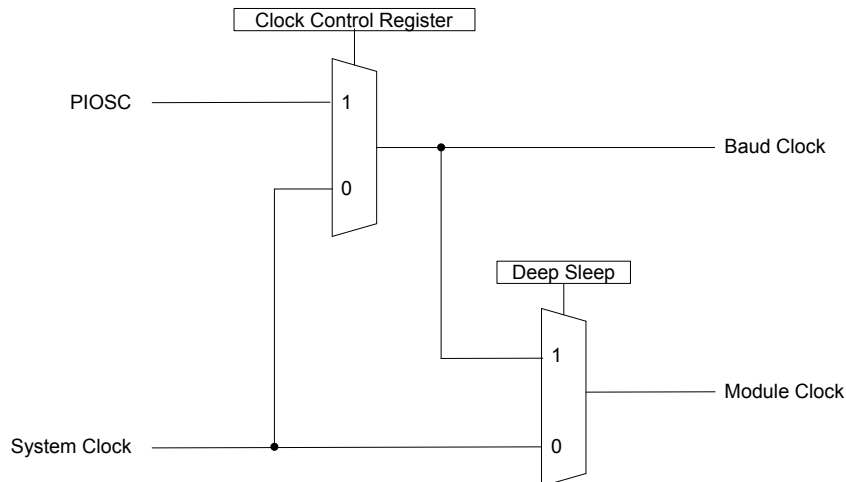 Clock Control Register
PIOSC
1
Baud Clock
0
Deep Sleep
1
Module Clock
System Clock
0